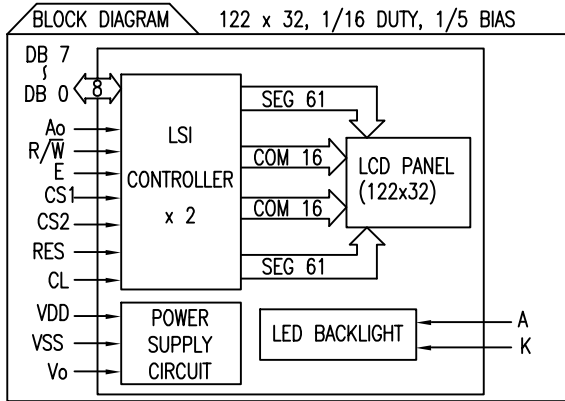 BLOCK DIAGRAM
122 x 32, 1/16 DUTY, 1/5 BIAS
DB 7
~
DB 0
8
Ao
R/W̅
E
CS1
CS2
RES
CL
VDD
VSS
Vo
LSI
CONTROLLER
x 2
SEG 61
COM 16
COM 16
SEG 61
LCD PANEL
(122x32)
POWER
SUPPLY
CIRCUIT
LED BACKLIGHT
A
K